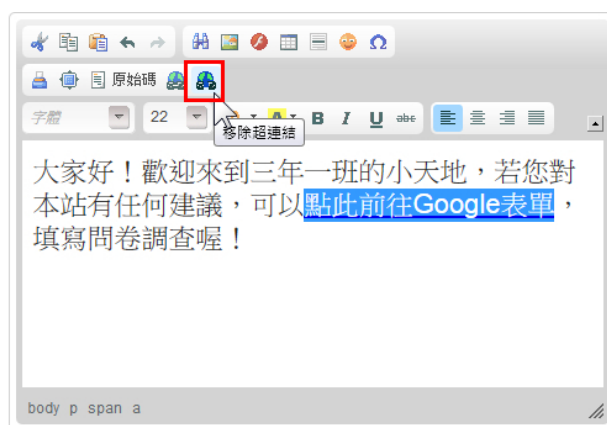 原始碼
字體 22 A B I U abc
移除超連結
大家好！歡迎來到三年一班的小天地，若您對
本站有任何建議，可以點此前往Google表單，
填寫問卷調查喔！
body p span a